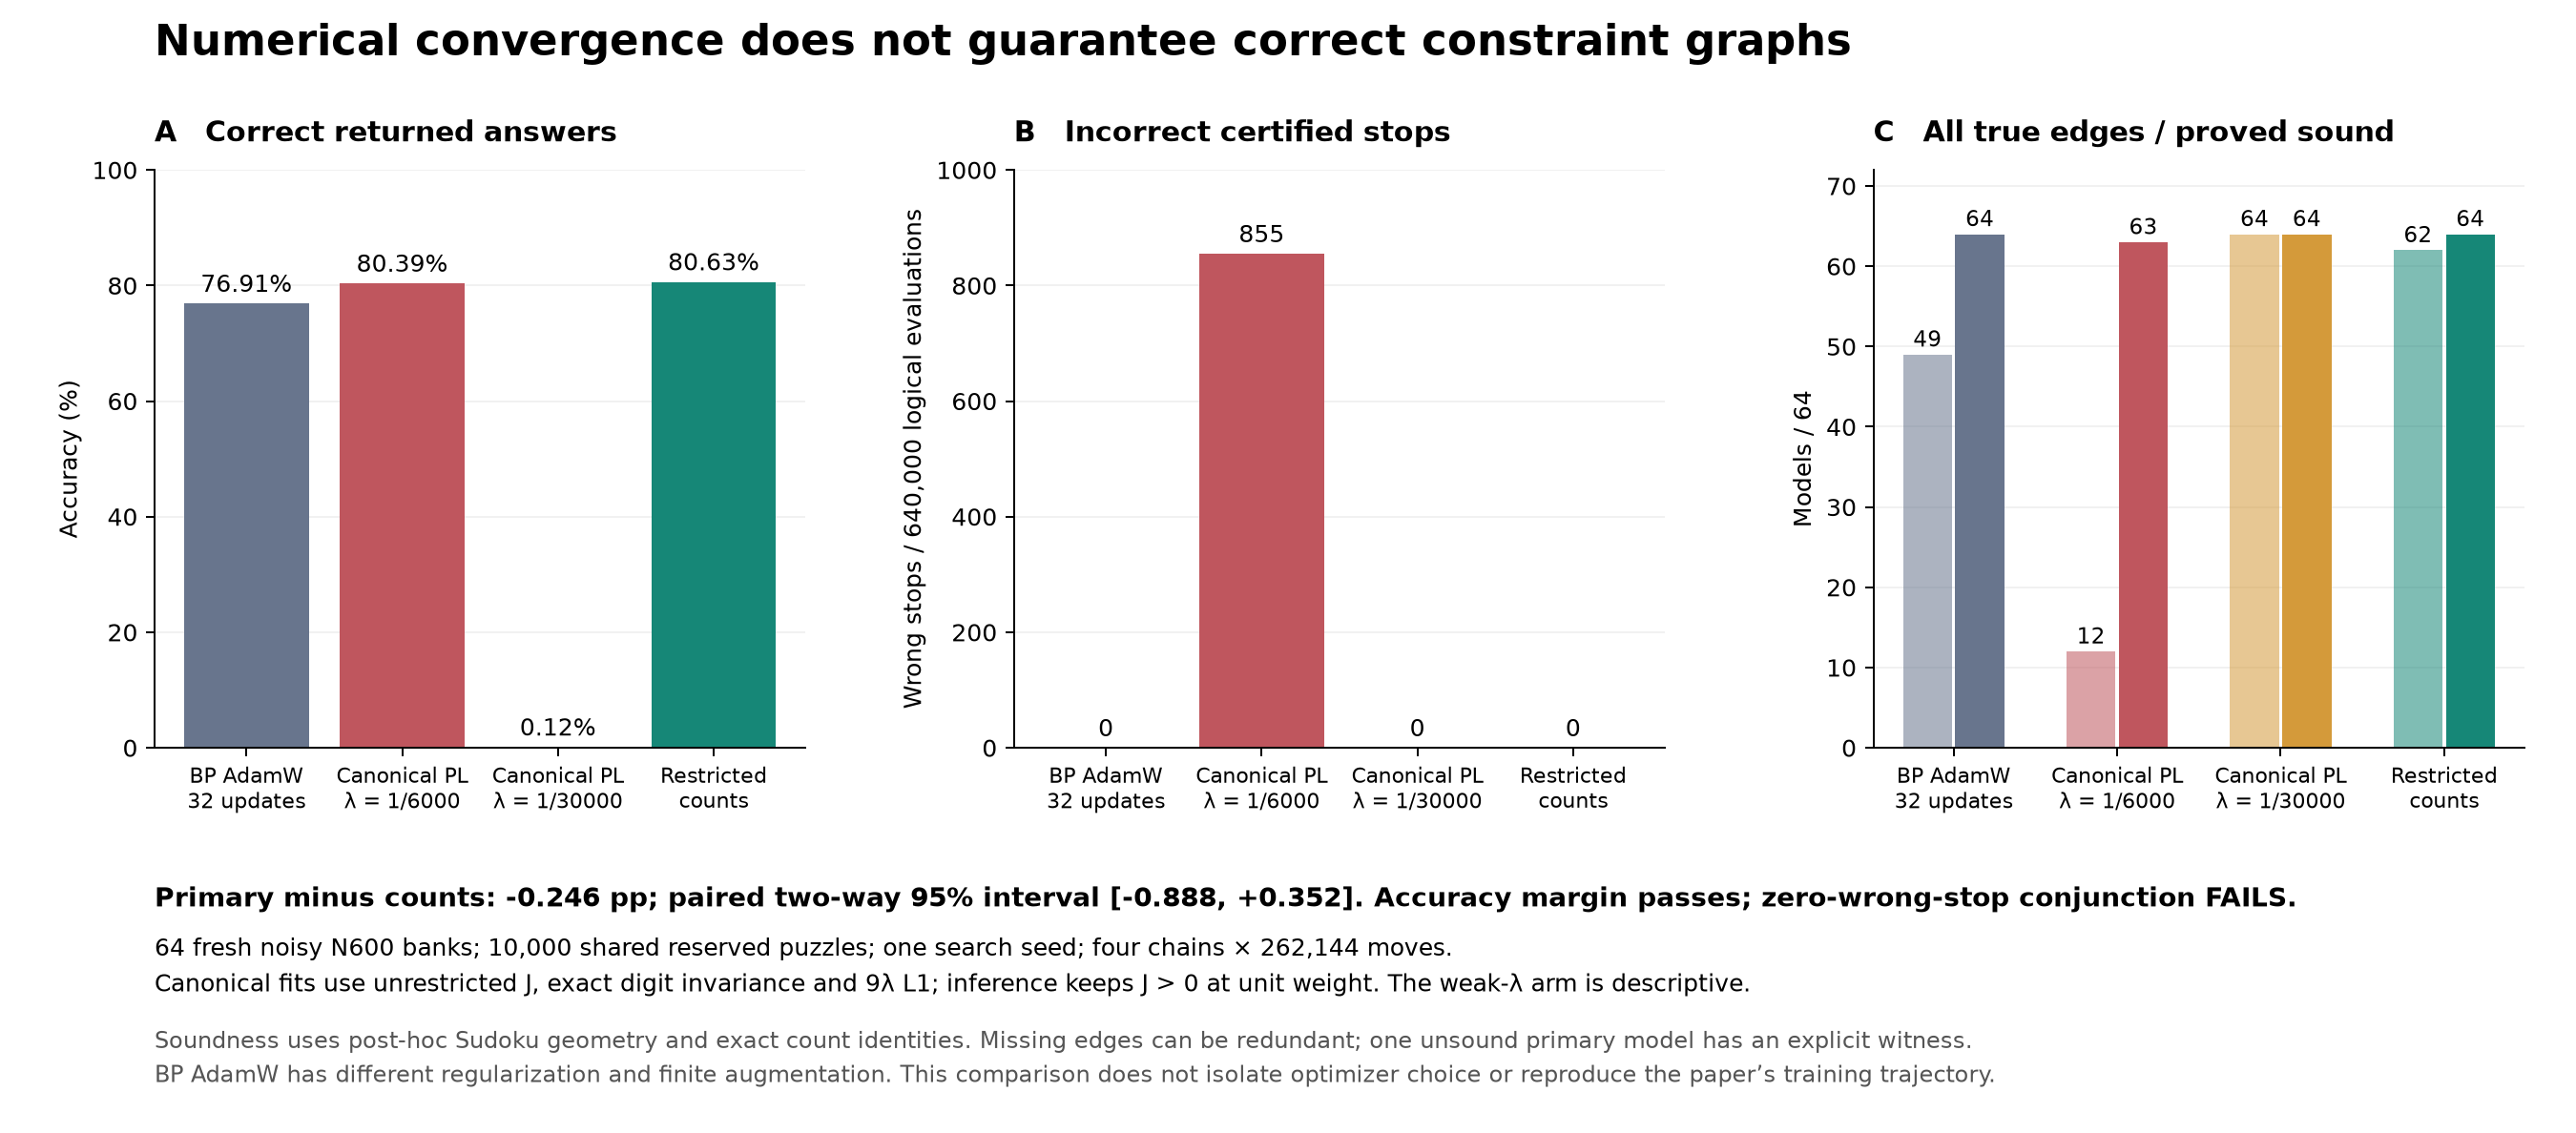 Numerical convergence does not guarantee correct constraint graphs
A Correct returned answers
Accuracy (%)
100
80
60
40
20
0
76.91%
80.39%
0.12%
80.63%
BP AdamW
32 updates
Canonical PL
λ = 1/6000
Canonical PL
λ = 1/30000
Restricted
counts
B Incorrect certified stops
Wrong stops / 640,000 logical evaluations
1000
800
600
400
200
0
0
855
0
0
BP AdamW
32 updates
Canonical PL
λ = 1/6000
Canonical PL
λ = 1/30000
Restricted
counts
C All true edges / proved sound
Models / 64
70
60
50
40
30
20
10
0
49
64
12
63
64
64
62
64
BP AdamW
32 updates
Canonical PL
λ = 1/6000
Canonical PL
λ = 1/30000
Restricted
counts
Primary minus counts: -0.246 pp; paired two-way 95% interval [-0.888, +0.352]. Accuracy margin passes; zero-wrong-stop conjunction FAILS.
64 fresh noisy N600 banks; 10,000 shared reserved puzzles; one search seed; four chains × 262,144 moves.
Canonical fits use unrestricted J, exact digit invariance and 9λ L1; inference keeps J > 0 at unit weight. The weak-λ arm is descriptive.
Soundness uses post-hoc Sudoku geometry and exact count identities. Missing edges can be redundant; one unsound primary model has an explicit witness.
BP AdamW has different regularization and finite augmentation. This comparison does not isolate optimizer choice or reproduce the paper’s training trajectory.